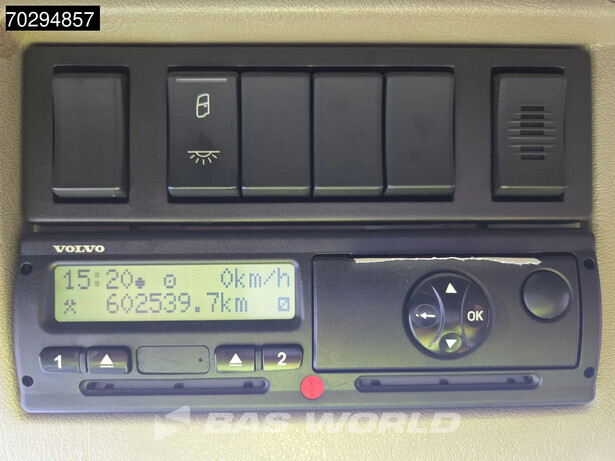 70294857
VOLVO
15:20 0km/h
602539.7km
1 2
OK
BAS WORLD